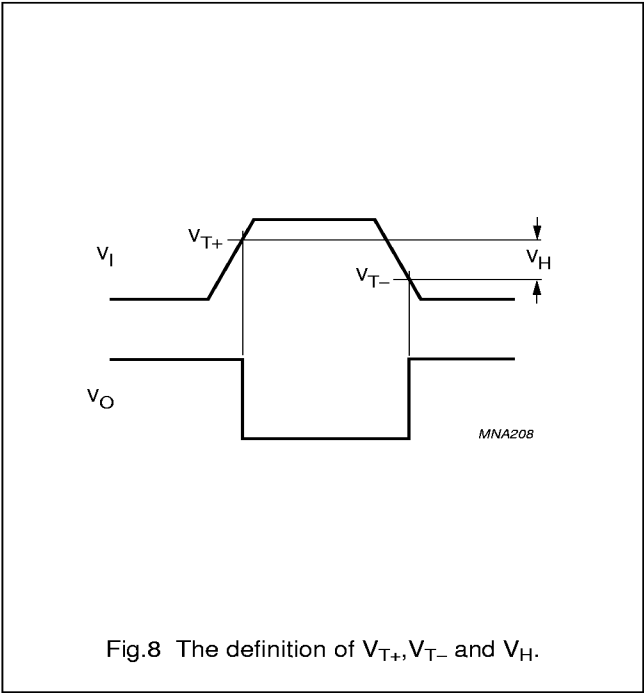 VT+
VI
VH
VT−
VO
MNA208
Fig.8 The definition of VT+,VT− and VH.